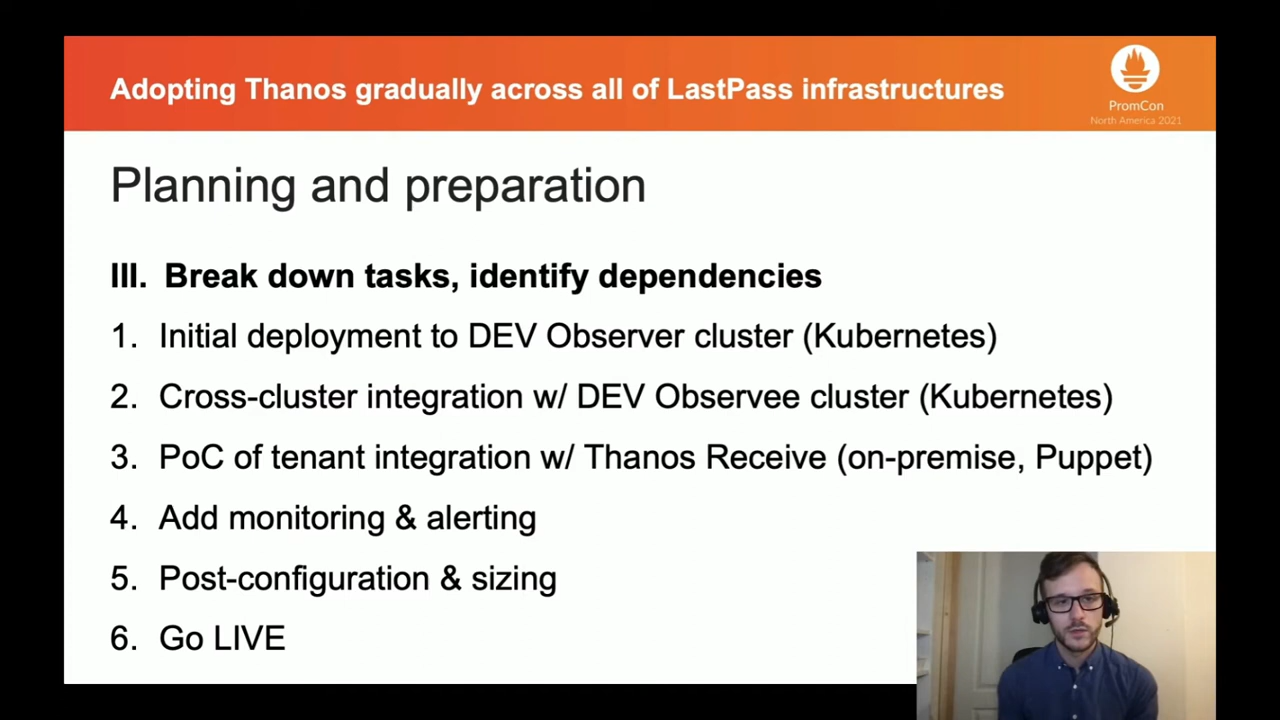 Adopting Thanos gradually across all of LastPass infrastructures
PromCon
North America 2021
Planning and preparation
III. Break down tasks, identify dependencies
1. Initial deployment to DEV Observer cluster (Kubernetes)
2. Cross-cluster integration w/ DEV Observee cluster (Kubernetes)
3. PoC of tenant integration w/ Thanos Receive (on-premise, Puppet)
4. Add monitoring & alerting
5. Post-configuration & sizing
6. Go LIVE